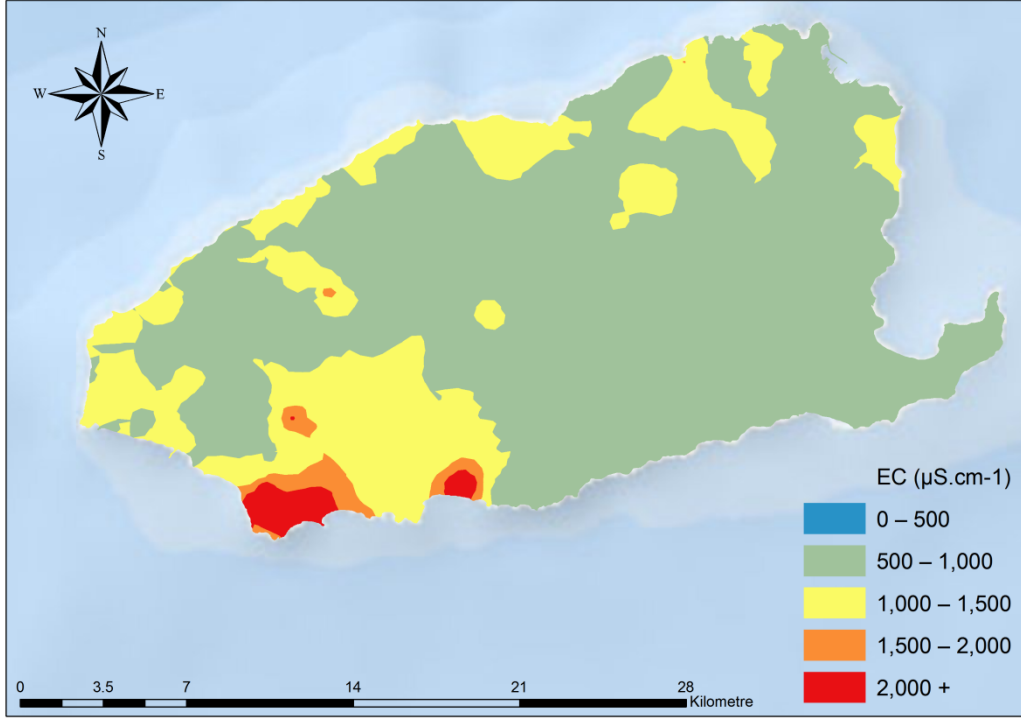 N
W E
S
EC (µS.cm-1)
0 – 500
500 – 1,000
1,000 – 1,500
1,500 – 2,000
2,000 +
0 3.5 7 14 21 28
Kilometre